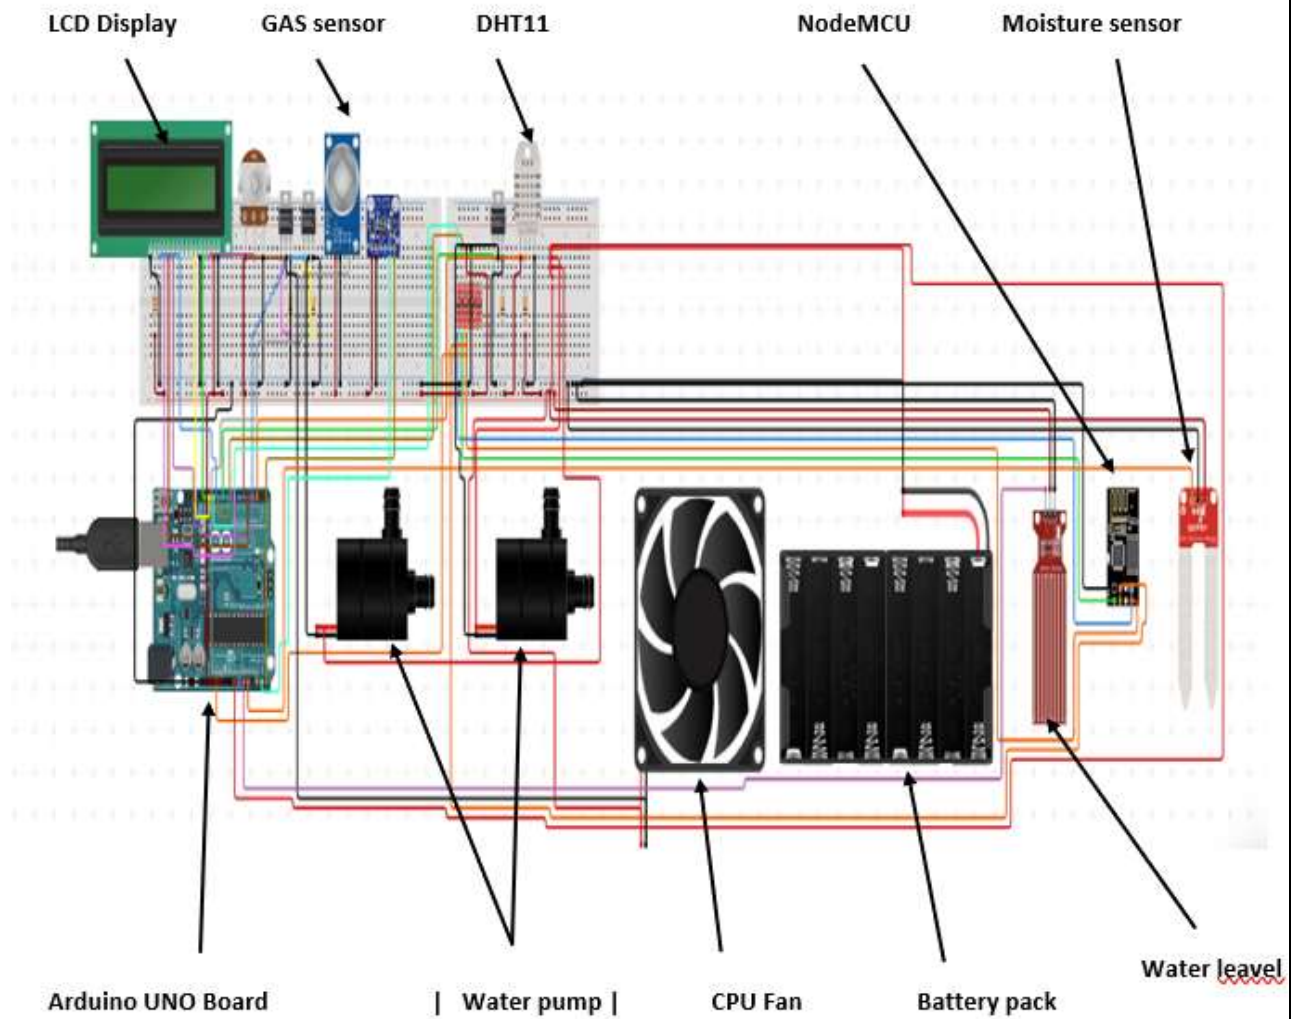 LCD Display GAS sensor DHT11 NodeMCU Moisture sensor
Water leavel
Arduino UNO Board | Water pump | CPU Fan Battery pack